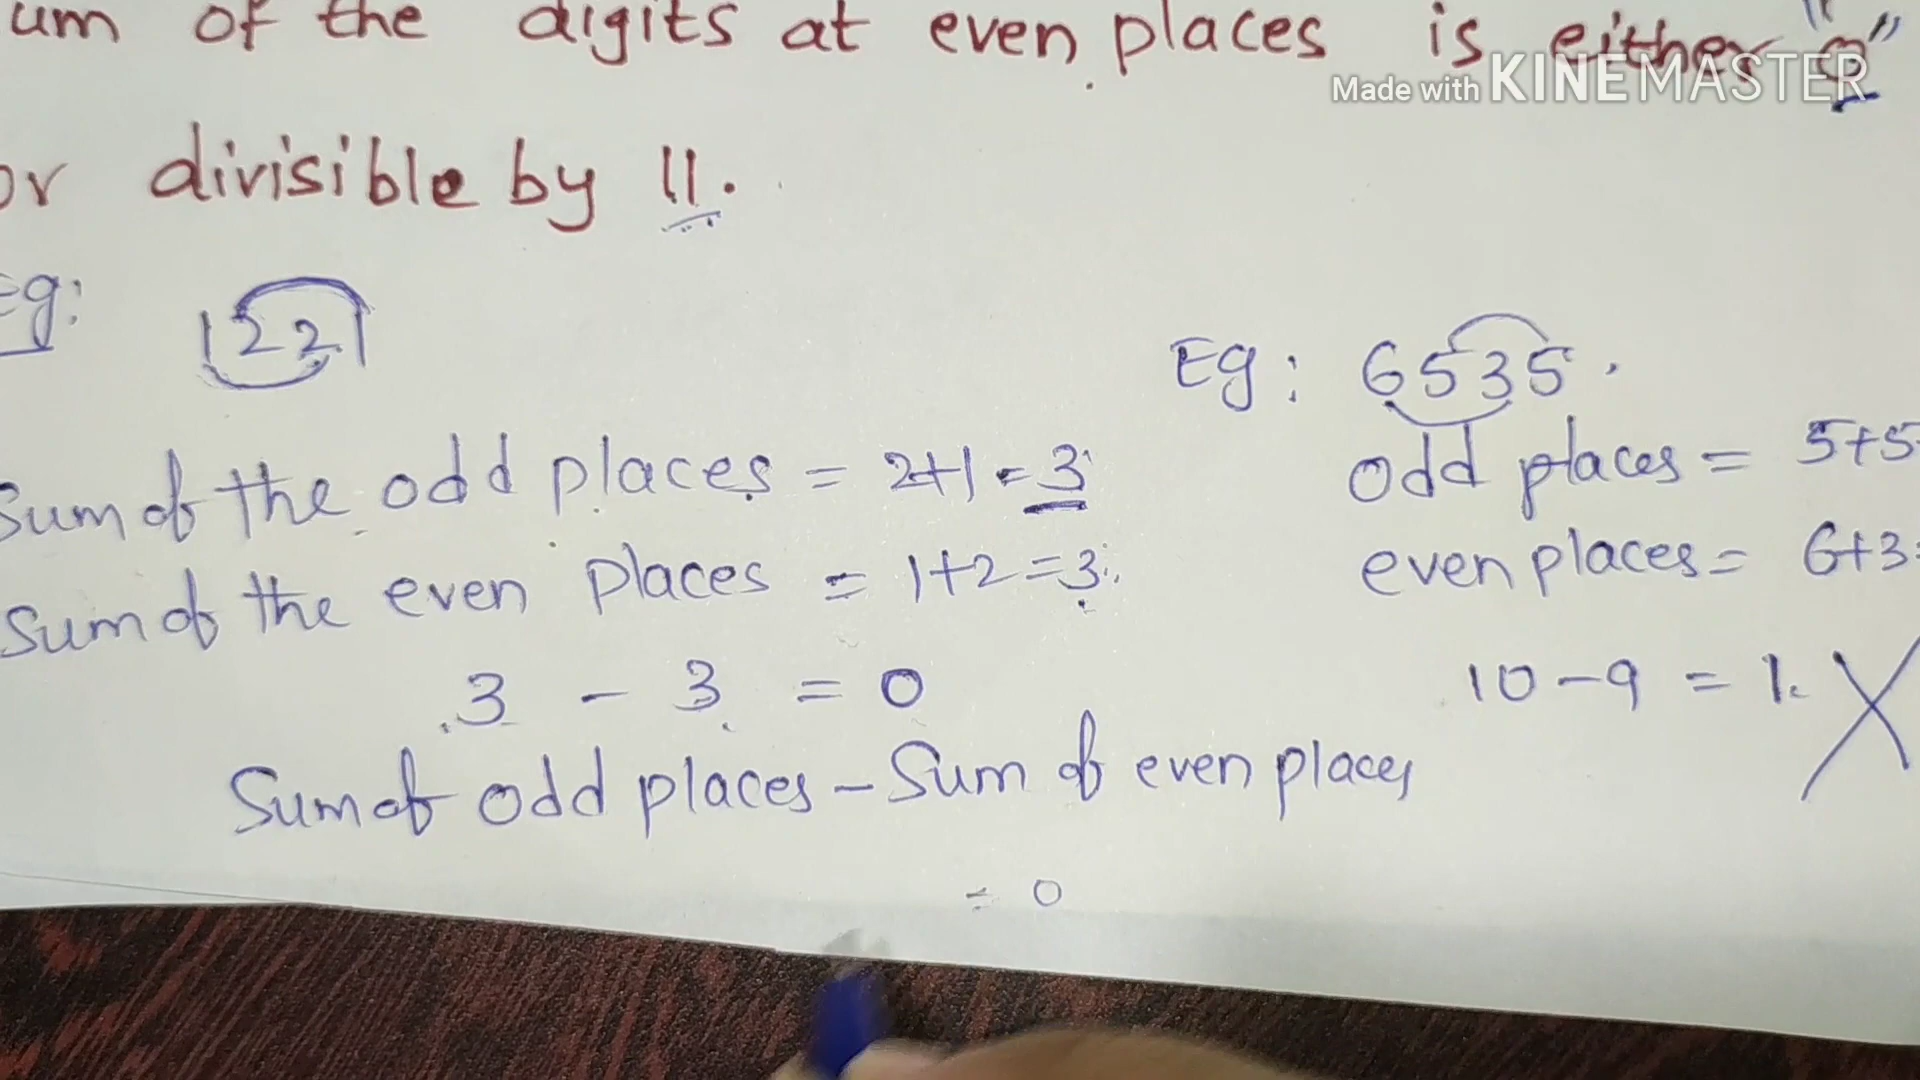 um of the digits at even places is either "0"
Made with KINEMASTER
or divisible by 11.
Eg: 1221
Sum of the odd places = 2+1 = 3
Sum of the even places = 1+2 = 3
3 - 3 = 0
Sum of odd places - Sum of even places
= 0
Eg: 6535.
odd places = 5+5
even places = 6+3=
10-9 = 1. X